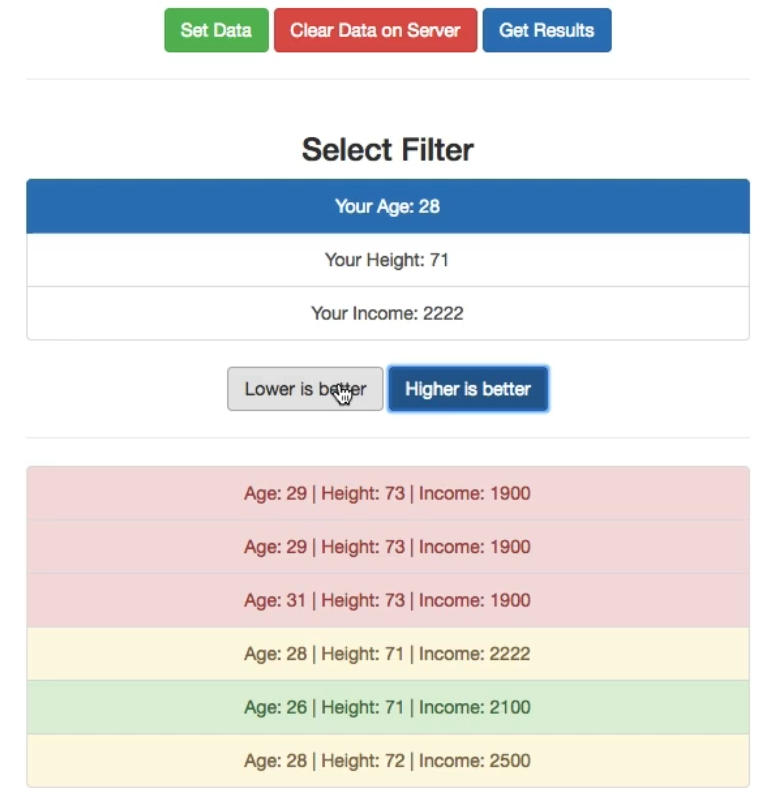 Set Data Clear Data on Server Get Results
Select Filter
Your Age: 28
Your Height: 71
Your Income: 2222
Lower is better Higher is better
Age: 29 | Height: 73 | Income: 1900
Age: 29 | Height: 73 | Income: 1900
Age: 31 | Height: 73 | Income: 1900
Age: 28 | Height: 71 | Income: 2222
Age: 26 | Height: 71 | Income: 2100
Age: 28 | Height: 72 | Income: 2500